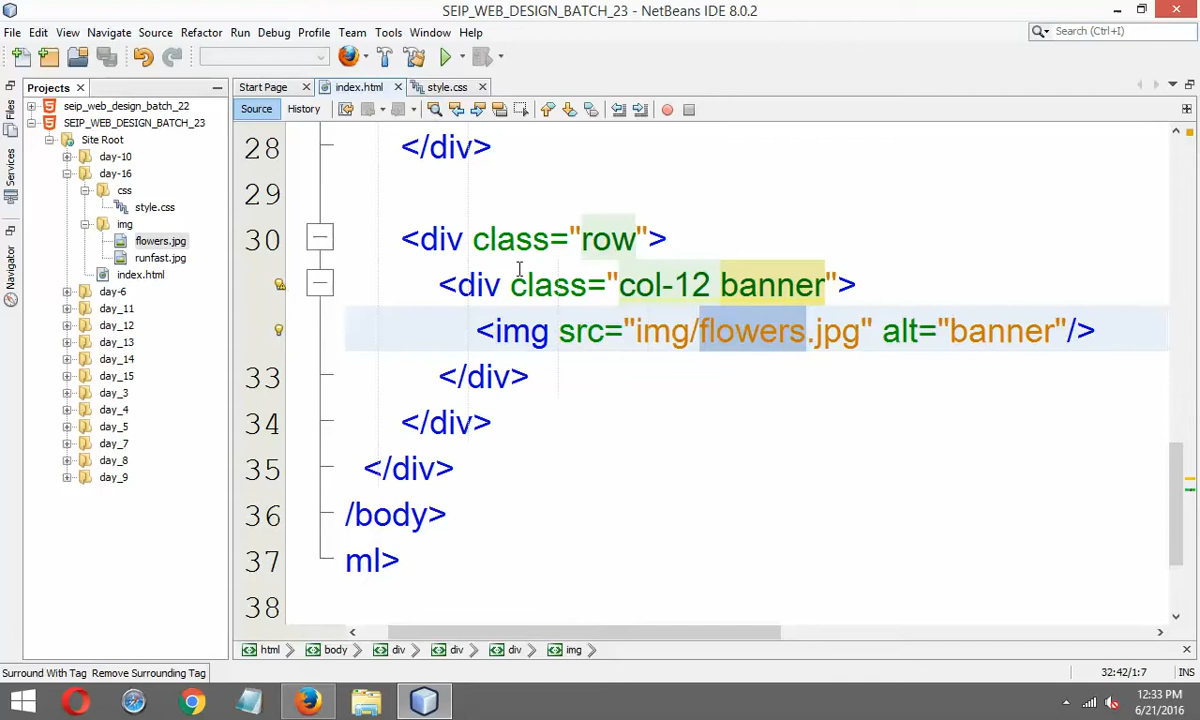 SEIP_WEB_DESIGN_BATCH_23 - NetBeans IDE 8.0.2
File Edit View Navigate Source Refactor Run Debug Profile Team Tools Window Help
Search (Ctrl+I)
Projects
Start Page
index.html
style.css
Source
History
Files
Services
Navigator
seip_web_design_batch_22
SEIP_WEB_DESIGN_BATCH_23
Site Root
day-10
day-16
css
style.css
img
flowers.jpg
runfast.jpg
index.html
day-6
day_11
day_12
day_13
day_14
day_15
day_3
day_4
day_5
day_7
day_8
day_9
28 </div>
29
30 <div class="row">
<div class="col-12 banner">
<img src="img/flowers.jpg" alt="banner"/>
33 </div>
34 </div>
35 </div>
36 /body>
37 ml>
38
html body div div div img
Surround With Tag Remove Surrounding Tag
32:42/1:7
INS
12:33 PM
6/21/2016